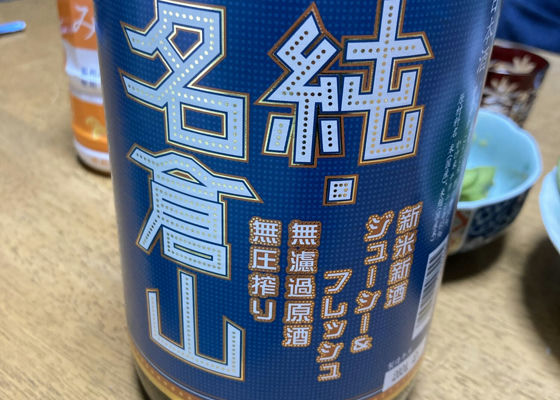 純・
名倉山
新米新酒
ジューシー&
フレッシュ
無濾過原酒
無圧搾り